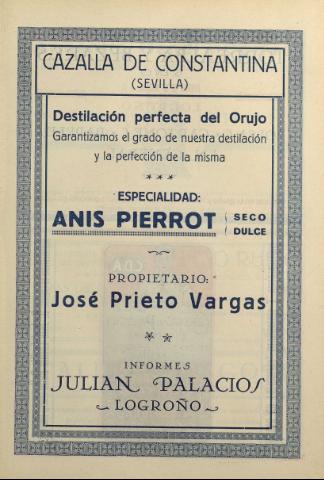 CAZALLA DE CONSTANTINA
(SEVILLA)
Destilación perfecta del Orujo
Garantizamos el grado de nuestra destilación
y la perfección de la misma
ESPECIALIDAD:
ANIS PIERROT { SECO
{ DULCE
PROPIETARIO:
José Prieto Vargas
INFORMES
JULIAN PALACIOS
LOGROÑO